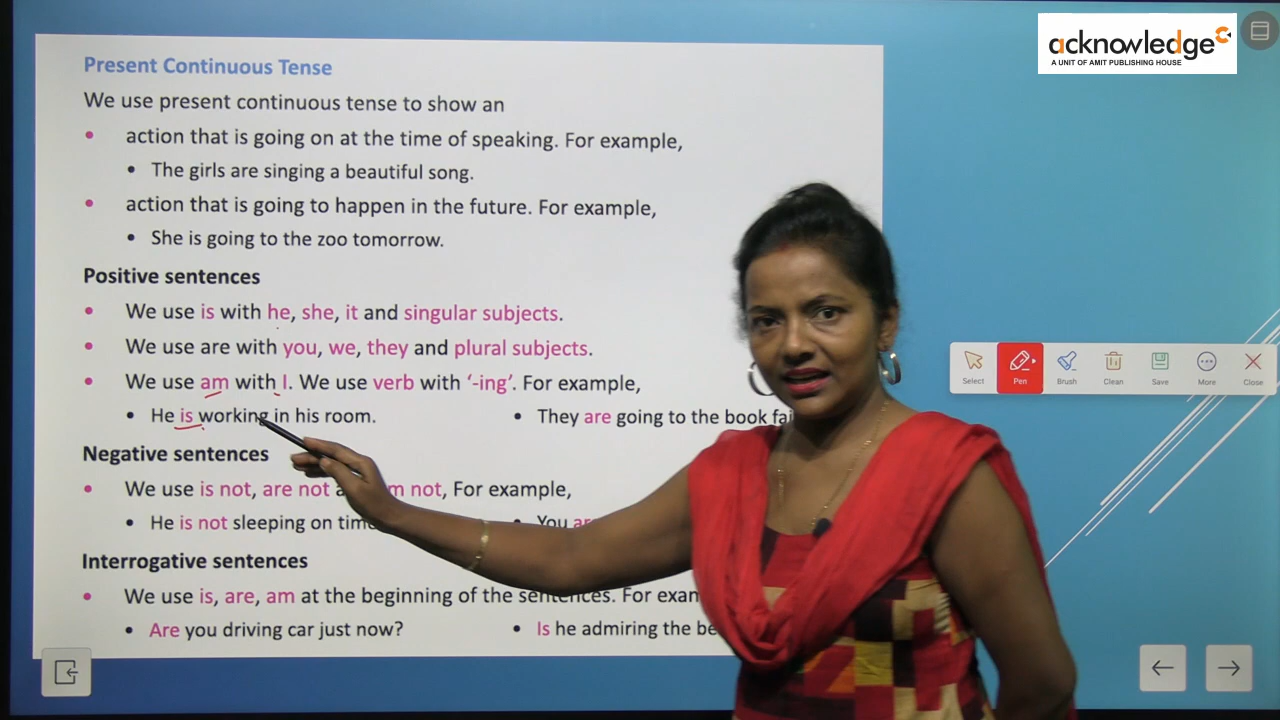 acknowledge
A UNIT OF AMIT PUBLISHING HOUSE
Present Continuous Tense
We use present continuous tense to show an
• action that is going on at the time of speaking. For example,
• The girls are singing a beautiful song.
• action that is going to happen in the future. For example,
• She is going to the zoo tomorrow.
Positive sentences
• We use is with he, she, it and singular subjects.
• We use are with you, we, they and plural subjects.
• We use am with I. We use verb with ‘-ing’. For example,
• He is working in his room. • They are going to the book
Negative sentences
• We use is not, are not not, For example,
• He is not sleeping on • You
Interrogative sentences
• We use is, are, am at the beginning of the sentences. For
• Are you driving car just now? • Is he admiring the
Select Pen Brush Clean Save More Close